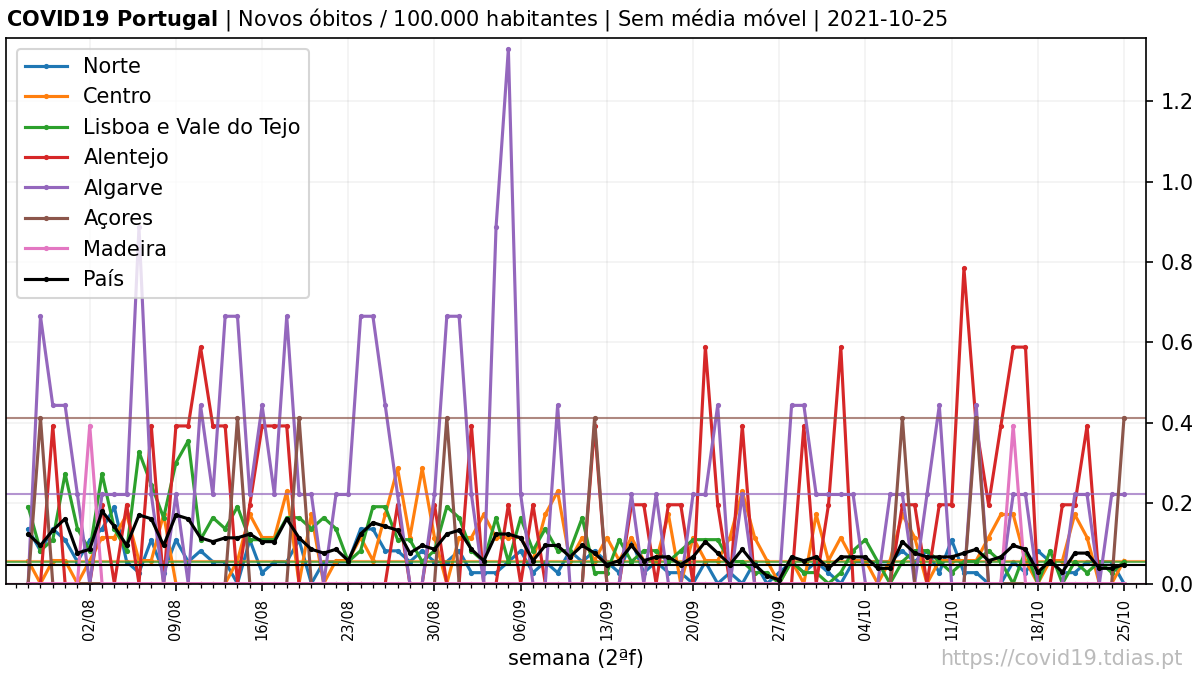 COVID19 Portugal | Novos óbitos / 100.000 habitantes | Sem média móvel | 2021-10-25
Norte
Centro
Lisboa e Vale do Tejo
Alentejo
Algarve
Açores
Madeira
País
1.2
1.0
0.8
0.6
0.4
0.2
0.0
02/08
09/08
16/08
23/08
30/08
06/09
13/09
20/09
27/09
04/10
11/10
18/10
25/10
semana (2ªf)
https://covid19.tdias.pt